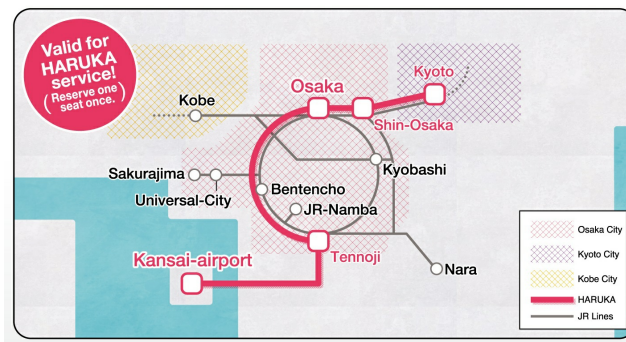 Valid for
HARUKA
service!
(Reserve one
seat once.)
Kyoto
Osaka
Kobe
Shin-Osaka
Kyobashi
Sakurajima
Universal-City
Bentencho
JR-Namba
Kansai-airport
Tennoji
Nara
Osaka City
Kyoto City
Kobe City
HARUKA
JR Lines